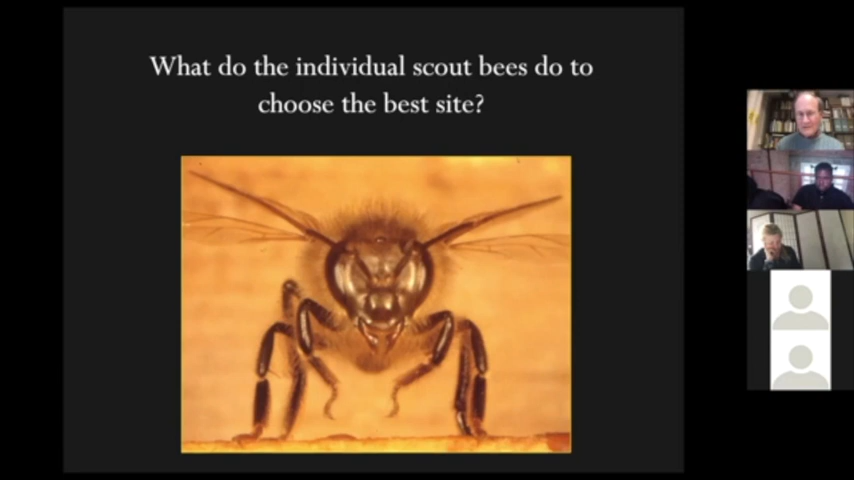 What do the individual scout bees do to
choose the best site?